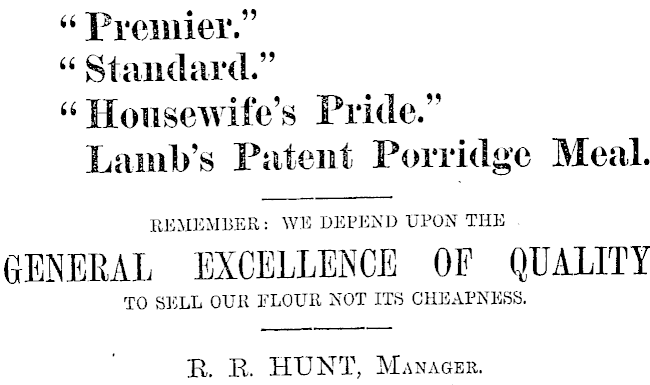 "Premier."
"Standard."
"Housewife's Pride."
Lamb's Patent Porridge Meal.
REMEMBER: WE DEPEND UPON THE
GENERAL EXCELLENCE OF QUALITY
TO SELL OUR FLOUR NOT ITS CHEAPNESS.
R. R. HUNT, MANAGER.